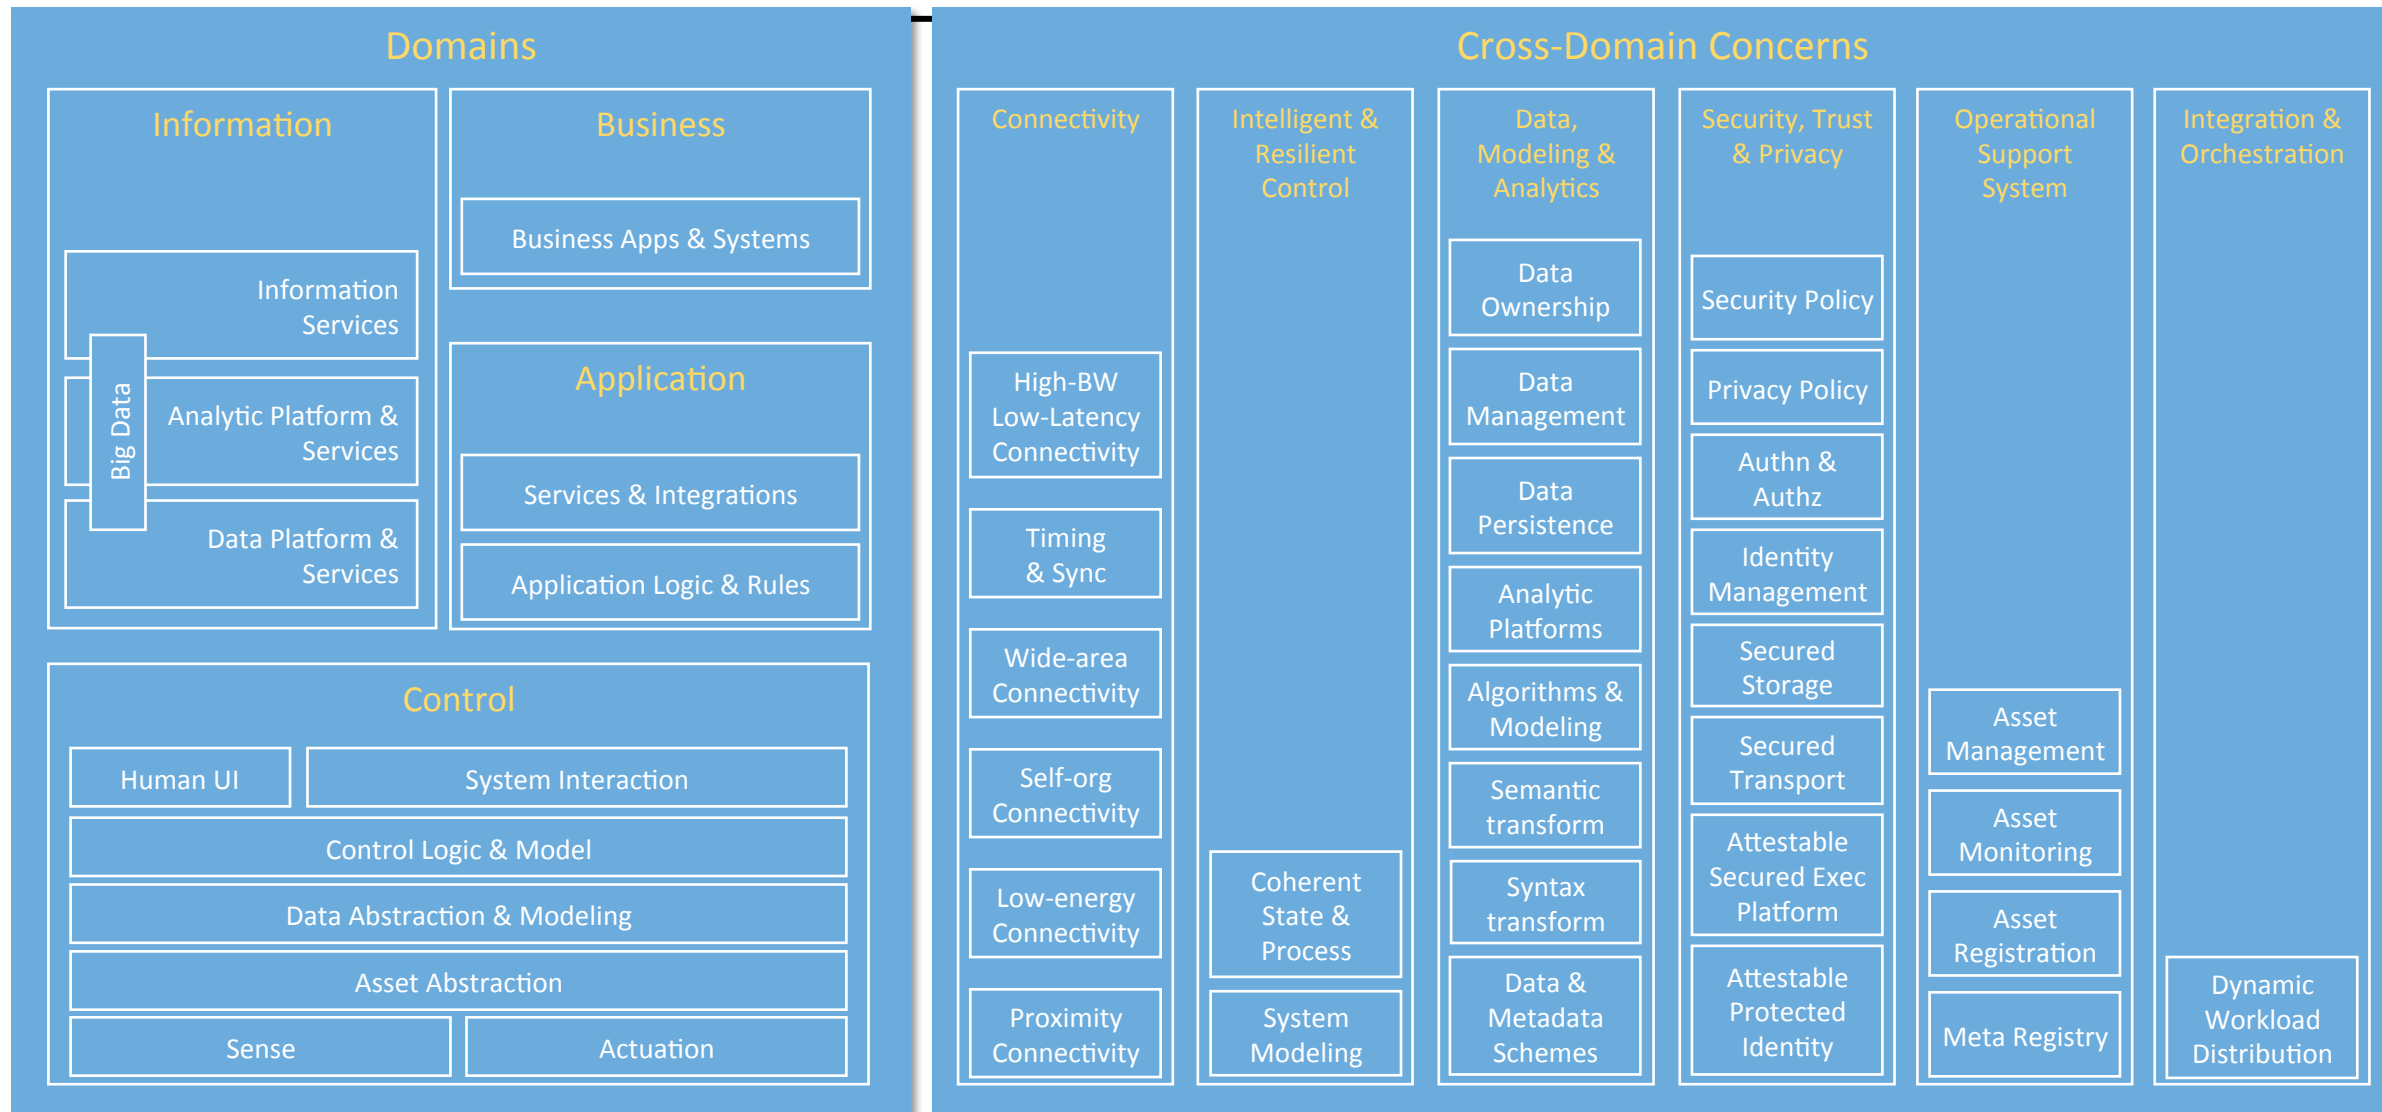 Domains
Information
Information
Services
Big Data
Analytic Platform &
Services
Data Platform &
Services
Business
Business Apps & Systems
Application
Services & Integrations
Application Logic & Rules
Control
Human UI
System Interaction
Control Logic & Model
Data Abstraction & Modeling
Asset Abstraction
Sense
Actuation
Cross-Domain Concerns
Connectivity
High-BW
Low-Latency
Connectivity
Timing
& Sync
Wide-area
Connectivity
Self-org
Connectivity
Low-energy
Connectivity
Proximity
Connectivity
Intelligent &
Resilient
Control
Coherent
State &
Process
System
Modeling
Data,
Modeling &
Analytics
Data
Ownership
Data
Management
Data
Persistence
Analytic
Platforms
Algorithms &
Modeling
Semantic
transform
Syntax
transform
Data &
Metadata
Schemes
Security, Trust
& Privacy
Security Policy
Privacy Policy
Authn &
Authz
Identity
Management
Secured
Storage
Secured
Transport
Attestable
Secured Exec
Platform
Attestable
Protected
Identity
Operational
Support
System
Asset
Management
Asset
Monitoring
Asset
Registration
Meta Registry
Integration &
Orchestration
Dynamic
Workload
Distribution